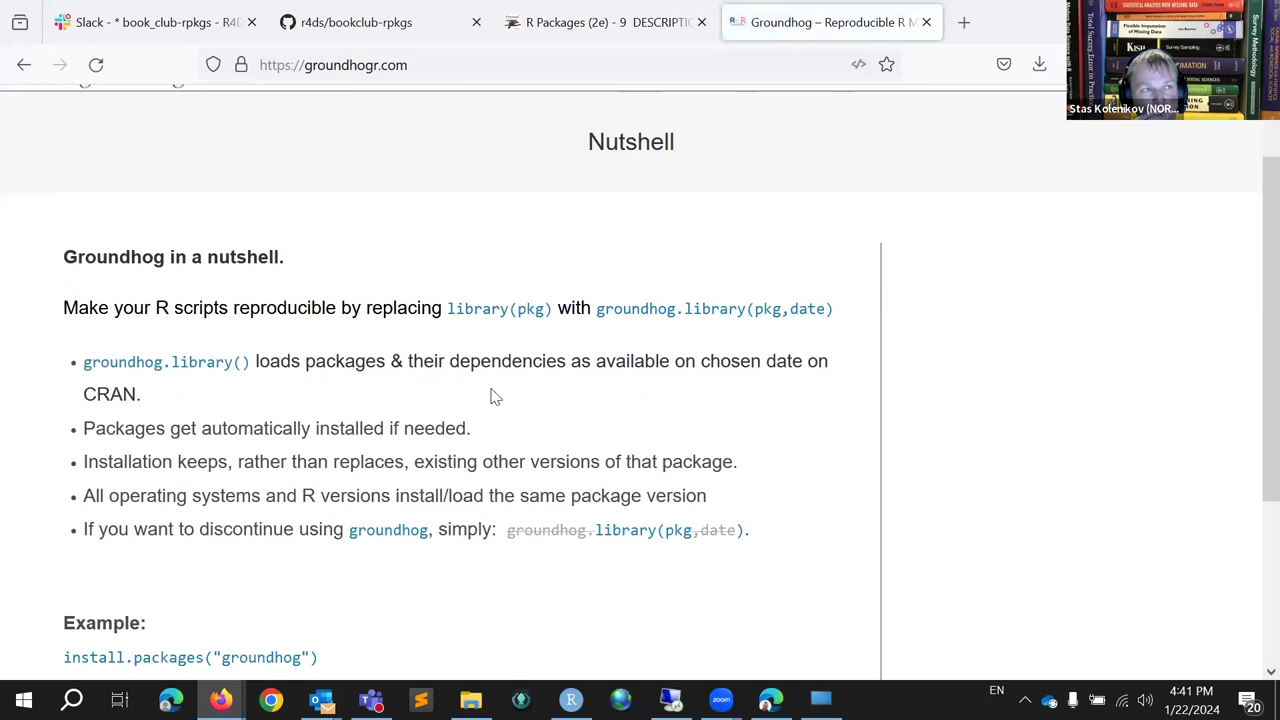 Slack - * book_club-rpkgs - R4D
r4ds/bookclub-rpkgs
R Packages (2e) - 9 DESCRIPTIO
Groundhog – Reproducible R M
https://groundhog
Stas Kolenikov (NOR...
Nutshell
Groundhog in a nutshell.
Make your R scripts reproducible by replacing library(pkg) with groundhog.library(pkg,date)
• groundhog.library() loads packages & their dependencies as available on chosen date on
CRAN.
• Packages get automatically installed if needed.
• Installation keeps, rather than replaces, existing other versions of that package.
• All operating systems and R versions install/load the same package version
• If you want to discontinue using groundhog, simply: groundhog.library(pkg,date).
Example:
install.packages("groundhog")
EN
4:41 PM
1/22/2024
20